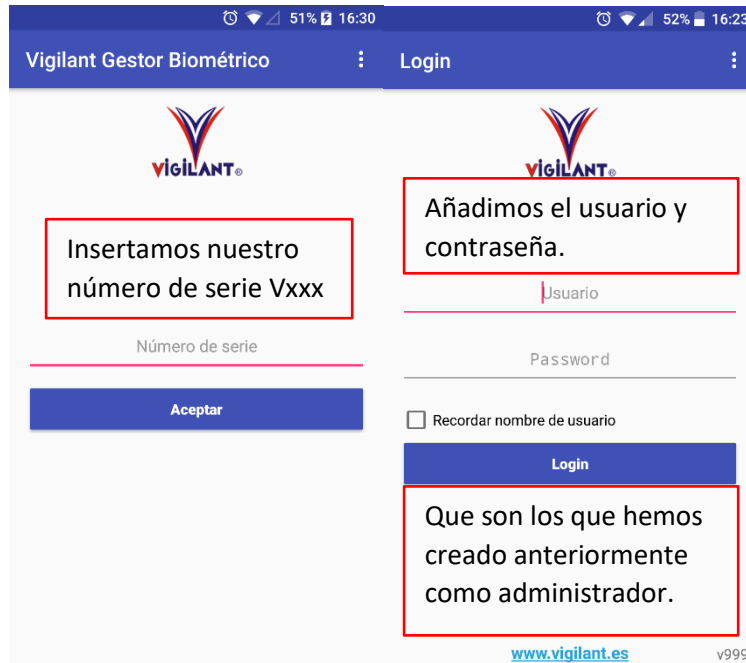 51% 16:30
Vigilant Gestor Biométrico
VIGILANT®
Insertamos nuestro
número de serie Vxxx
Número de serie
Aceptar
52% 16:23
Login
VIGILANT®
Añadimos el usuario y
contraseña.
Usuario
Password
Recordar nombre de usuario
Login
Que son los que hemos
creado anteriormente
como administrador.
www.vigilant.es v999